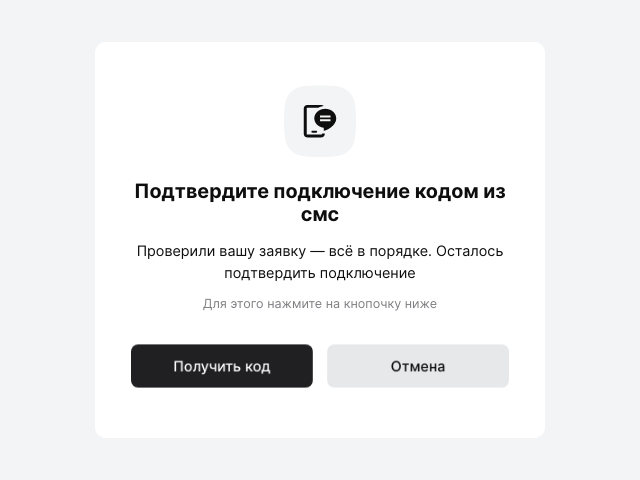 Подтвердите подключение кодом из
смс
Проверили вашу заявку — всё в порядке. Осталось
подтвердить подключение
Для этого нажмите на кнопочку ниже
Получить код
Отмена